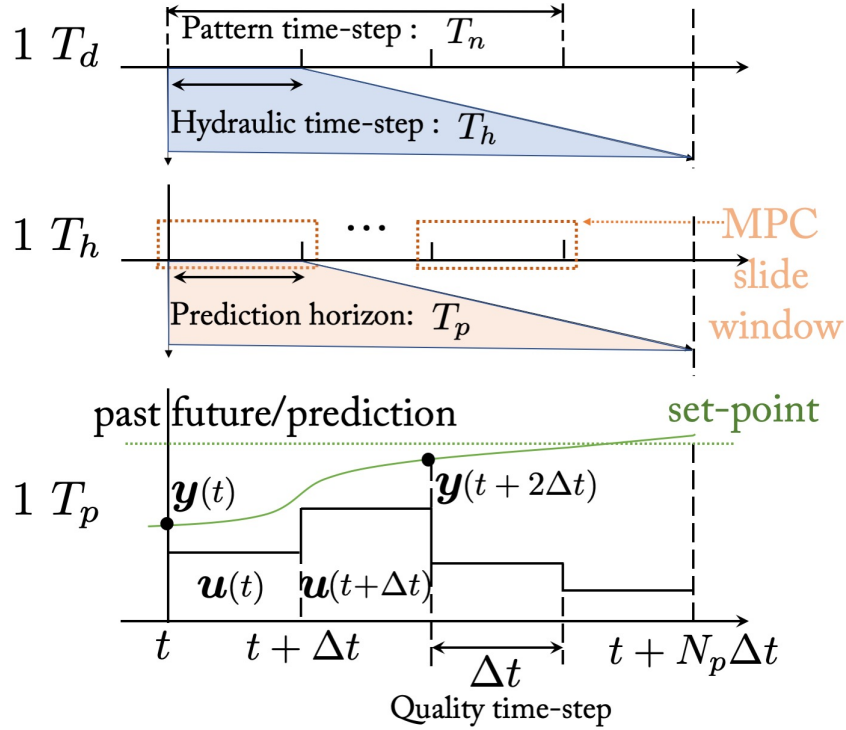 1 T_d
Pattern time-step : T_n
Hydraulic time-step : T_h
1 T_h
...
MPC
slide
window
Prediction horizon: T_p
past future/prediction
set-point
1 T_p
y(t)
y(t + 2Δt)
u(t)
u(t+Δt)
t
t + Δt
Δt
t + N_pΔt
Quality time-step